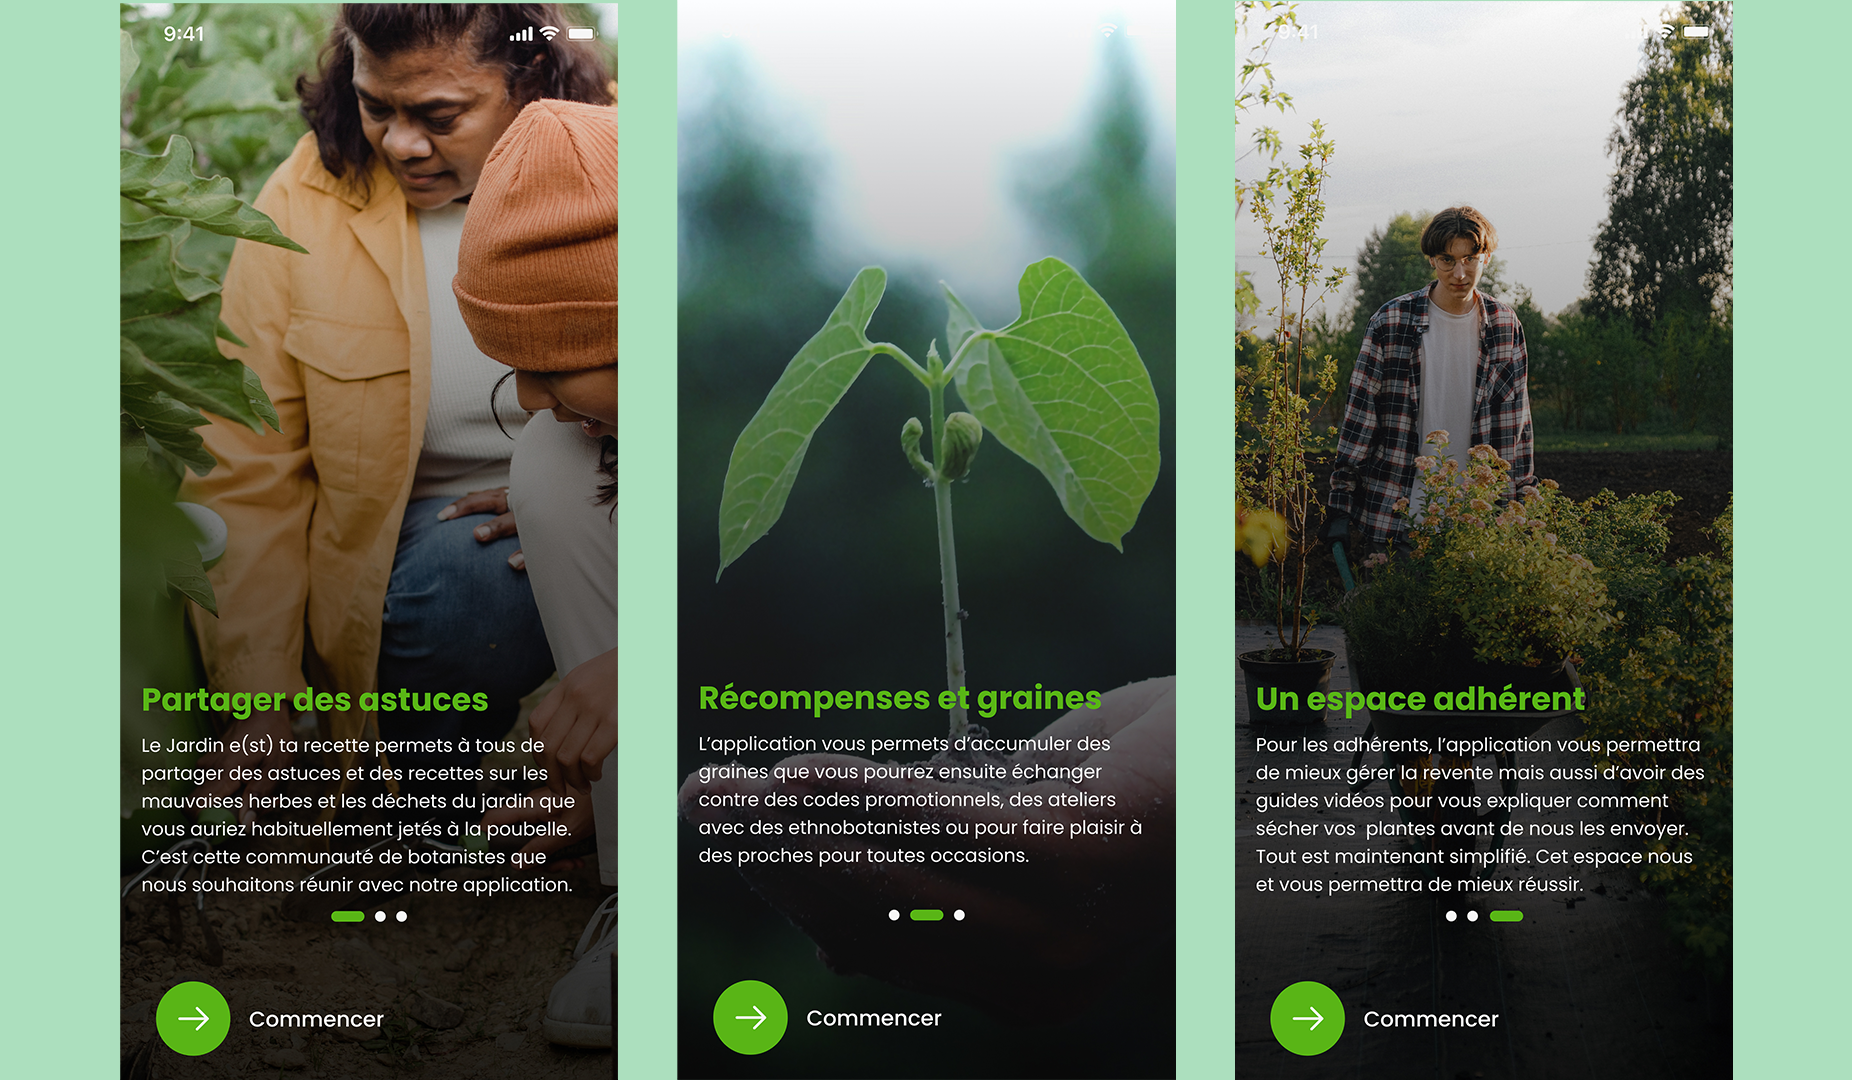 9:41
Partager des astuces
Le Jardin e(st) ta recette permets à tous de
partager des astuces et des recettes sur les
mauvaises herbes et les déchets du jardin que
vous auriez habituellement jetés à la poubelle.
C’est cette communauté de botanistes que
nous souhaitons réunir avec notre application.
Commencer
Récompenses et graines
L’application vous permets d’accumuler des
graines que vous pourrez ensuite échanger
contre des codes promotionnels, des ateliers
avec des ethnobotanistes ou pour faire plaisir à
des proches pour toutes occasions.
Commencer
9:41
Un espace adhérent
Pour les adhérents, l’application vous permettra
de mieux gérer la revente mais aussi d’avoir des
guides vidéos pour vous expliquer comment
sécher vos  plantes avant de nous les envoyer.
Tout est maintenant simplifié. Cet espace nous
et vous permettra de mieux réussir.
Commencer